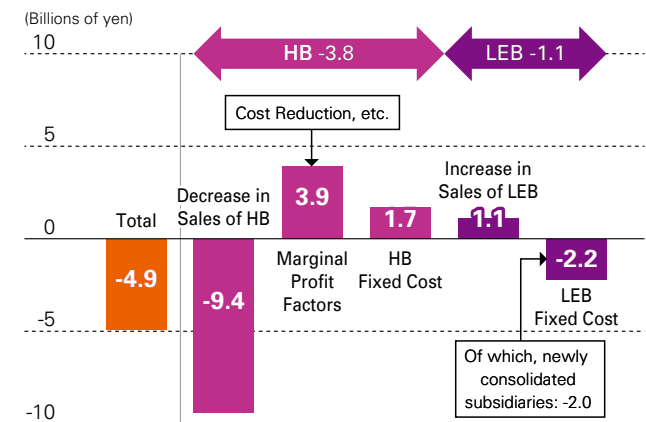 (Billions of yen)
10
HB -3.8
LEB -1.1
Cost Reduction, etc.
5
Increase in
Sales of LEB
Decrease in
Sales of HB
3.9
Total
1.7
1.1
0
-4.9
-9.4
Marginal
Profit
Factors
HB
Fixed Cost
-2.2
LEB
Fixed Cost
-5
Of which, newly
consolidated
subsidiaries: -2.0
-10